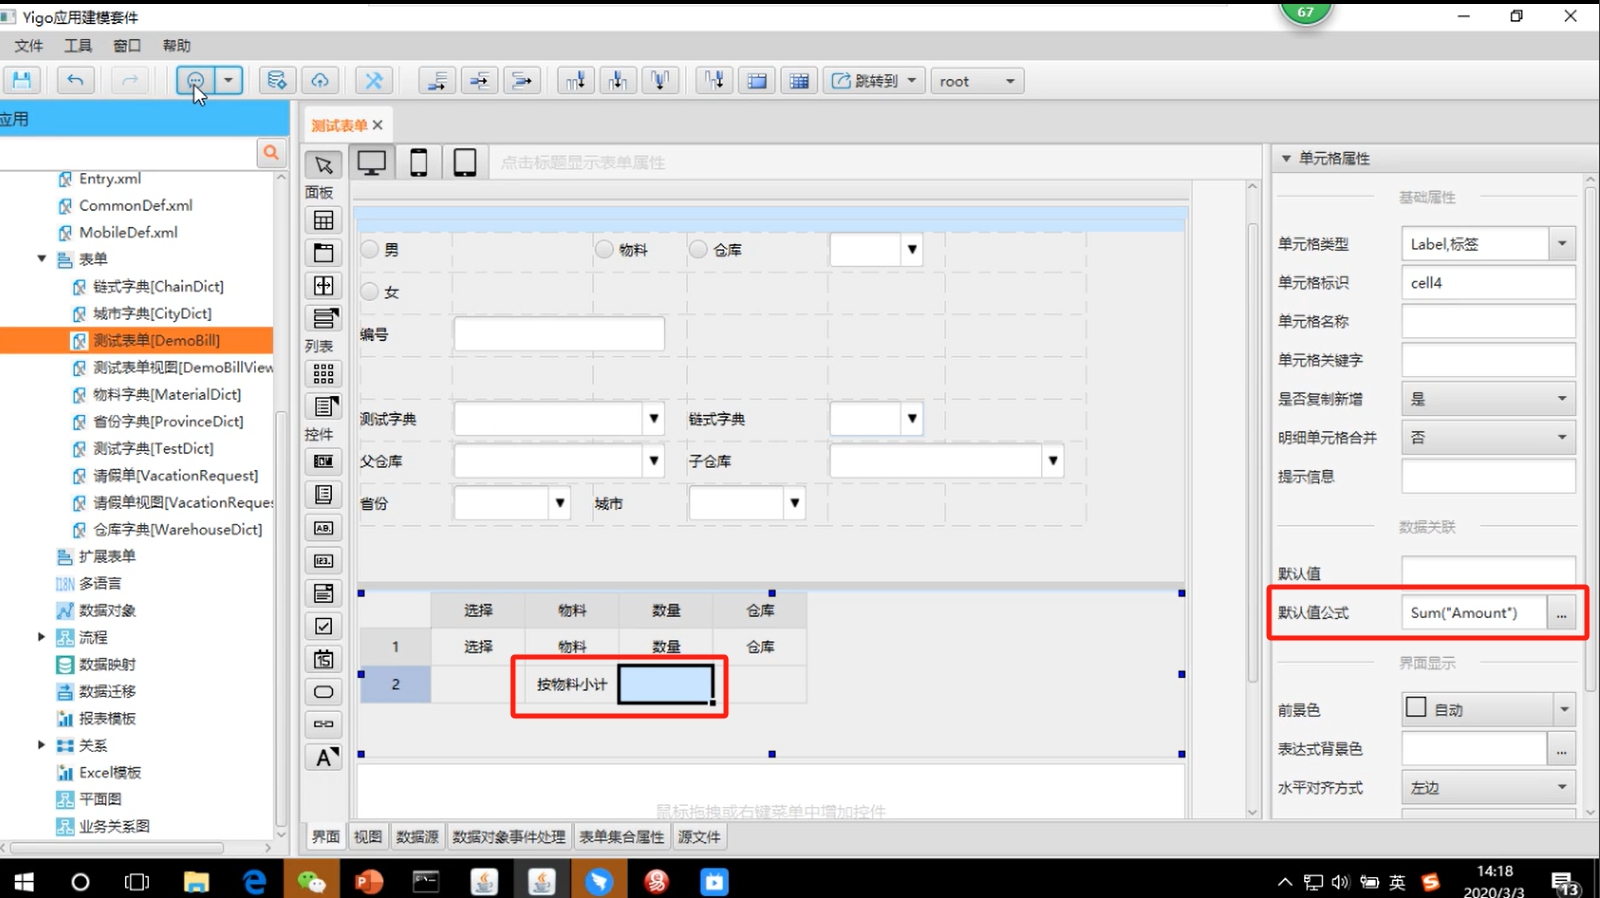 67
Yigo应用建模套件
文件 工具 窗口 帮助
跳转到 root
应用
测试表单
Entry.xml
CommonDef.xml
MobileDef.xml
表单
链式字典[ChainDict]
城市字典[CityDict]
测试表单[DemoBill]
测试表单视图[DemoBillView
物料字典[MaterialDict]
省份字典[ProvinceDict]
测试字典[TestDict]
请假单[VacationRequest]
请假单视图[VacationReques
仓库字典[WarehouseDict]
扩展表单
I18N 多语言
数据对象
流程
数据映射
数据迁移
报表模板
关系
Excel模板
平面图
业务关系图
面板
列表
控件
点击标题显示表单属性
男 物料 仓库
女
编号
测试字典 链式字典
父仓库 子仓库
省份 城市
选择 物料 数量 仓库
1 选择 物料 数量 仓库
2 按物料小计
鼠标拖拽或右键菜单中增加控件
界面 视图 数据源 数据对象事件处理 表单集合属性 源文件
单元格属性
基础属性
单元格类型 Label,标签
单元格标识 cell4
单元格名称
单元格关键字
是否复制新增 是
明细单元格合并 否
提示信息
数据关联
默认值
默认值公式 Sum("Amount") ...
界面显示
前景色 自动
表达式背景色 ...
水平对齐方式 左边
英
14:18
2020/3/3
13